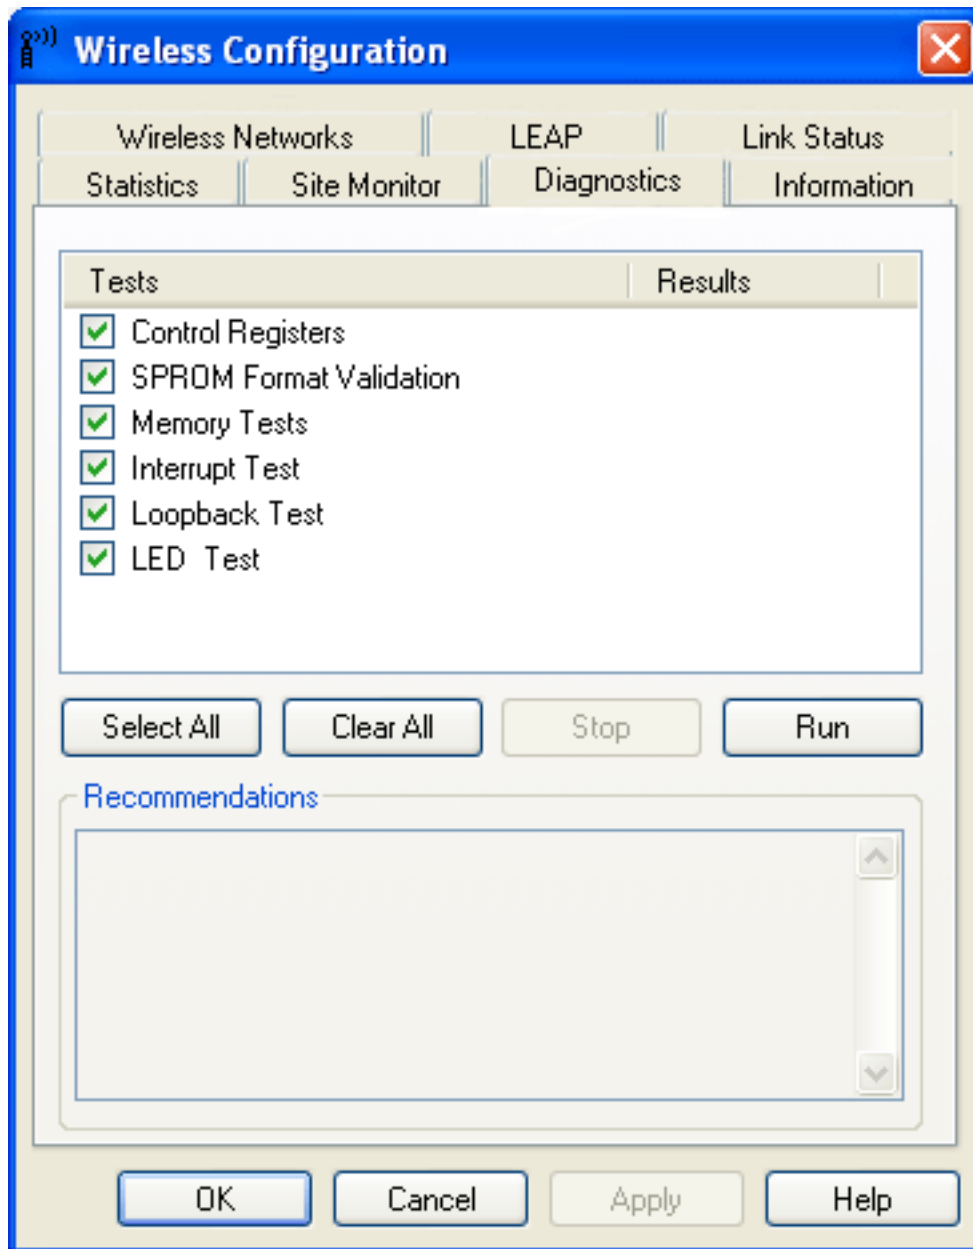 Wireless Configuration
Wireless Networks LEAP Link Status
Statistics Site Monitor Diagnostics Information
Tests Results
Control Registers
SPROM Format Validation
Memory Tests
Interrupt Test
Loopback Test
LED Test
Select All Clear All Stop Run
Recommendations
OK Cancel Apply Help